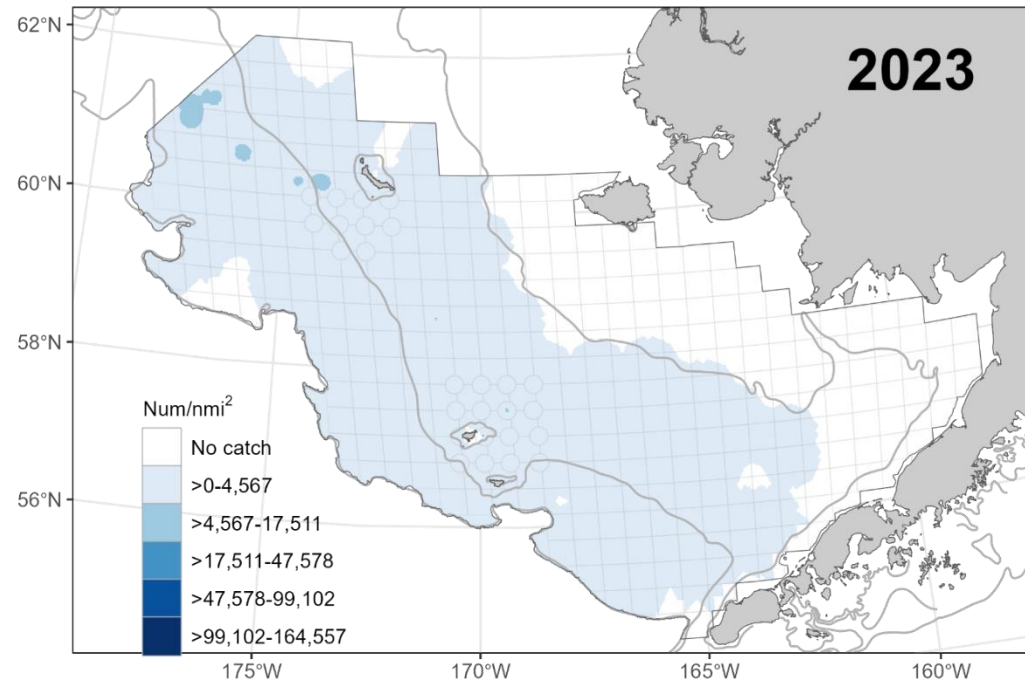 2023
62°N
60°N
58°N
56°N
Num/nmi²
No catch
>0-4,567
>4,567-17,511
>17,511-47,578
>47,578-99,102
>99,102-164,557
175°W
170°W
165°W
160°W